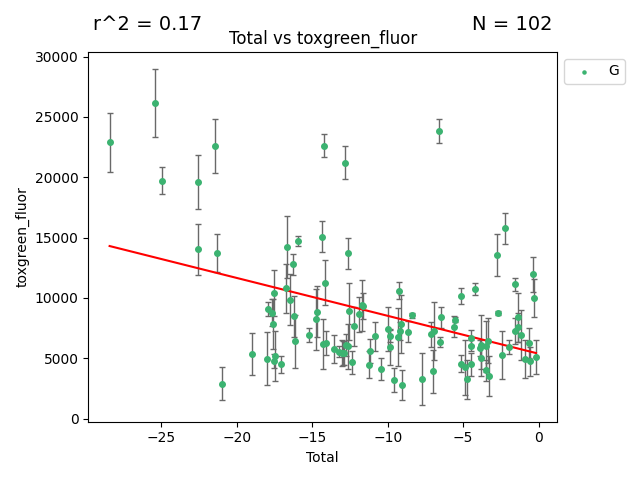 r^2 = 0.17 N = 102
Total vs toxgreen_fluor
G
toxgreen_fluor
30000
25000
20000
15000
10000
5000
0
−25 −20 −15 −10 −5 0
Total